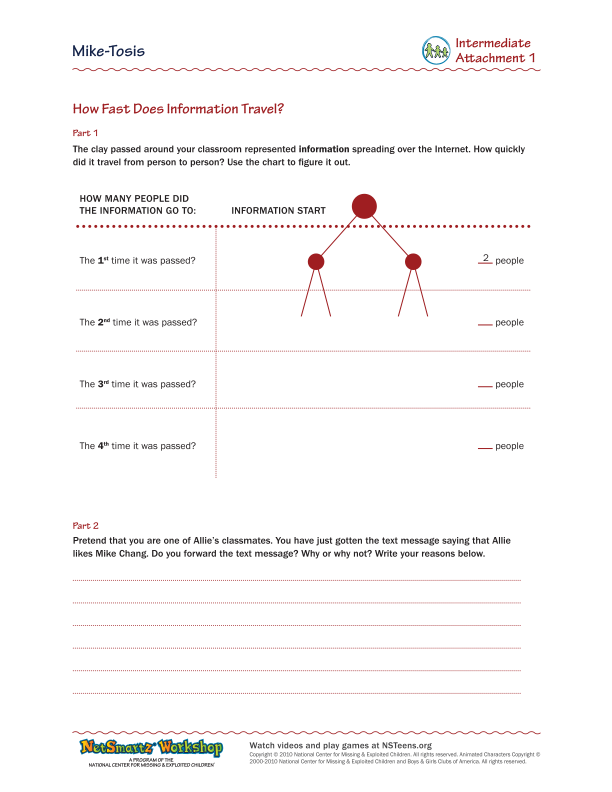 Mike-Tosis
Intermediate
Attachment 1
How Fast Does Information Travel?
Part 1
The clay passed around your classroom represented information spreading over the Internet. How quickly
did it travel from person to person? Use the chart to figure it out.
HOW MANY PEOPLE DID
THE INFORMATION GO TO:
INFORMATION START
The 1st time it was passed?
2 people
The 2nd time it was passed?
__ people
The 3rd time it was passed?
__ people
The 4th time it was passed?
__ people
Part 2
Pretend that you are one of Allie's classmates. You have just gotten the text message saying that Allie
likes Mike Chang. Do you forward the text message? Why or why not? Write your reasons below.
NetSmartz Workshop
A PROGRAM OF THE
NATIONAL CENTER FOR MISSING & EXPLOITED CHILDREN
Watch videos and play games at NSTeens.org
Copyright © 2010 National Center for Missing & Exploited Children. All rights reserved. Animated Characters Copyright ©
2000-2010 National Center for Missing & Exploited Children and Boys & Girls Clubs of America. All rights reserved.